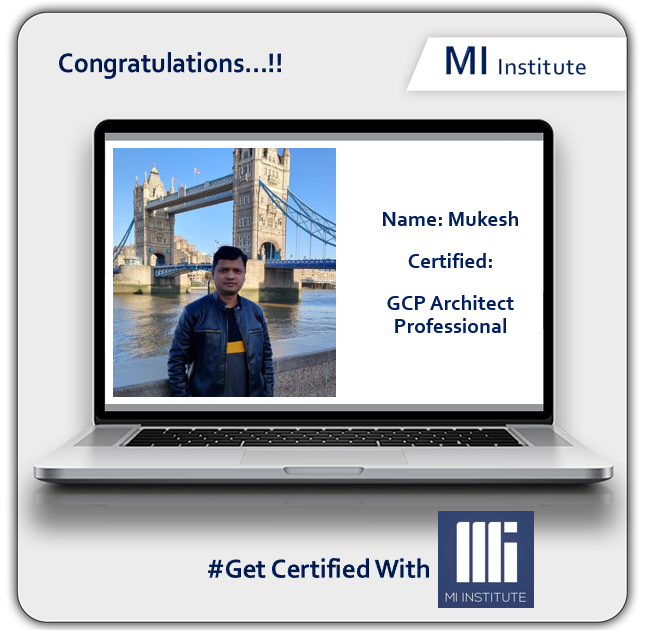 Congratulations...!!
MI Institute
Name: Mukesh
Certified:
GCP Architect
Professional
#Get Certified With
MI INSTITUTE